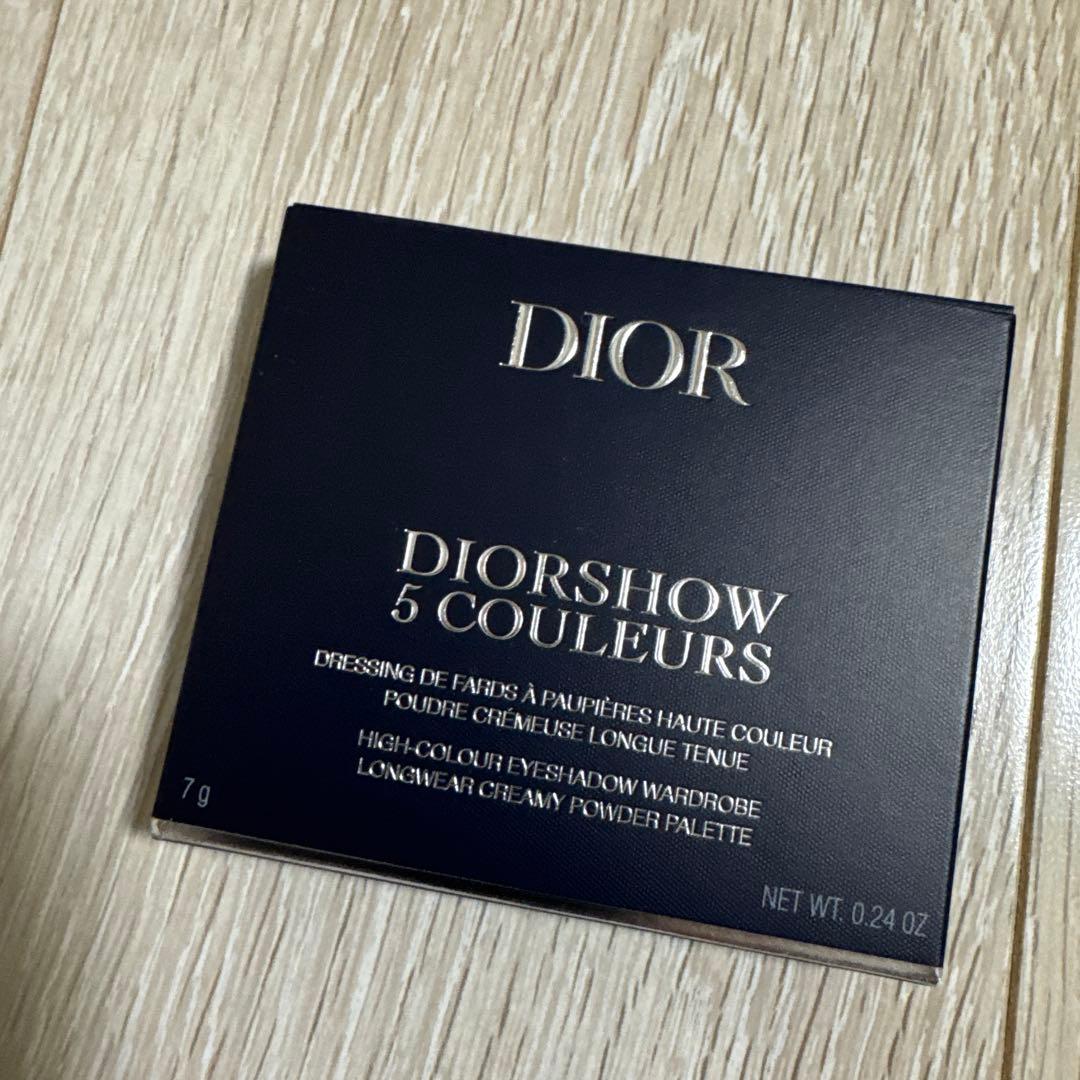 DIOR
DIORSHOW
5 COULEURS
DRESSING DE FARDS À PAUPIÈRES HAUTE COULEUR
POUDRE CRÉMEUSE LONGUE TENUE
HIGH-COLOUR EYESHADOW WARDROBE
LONGWEAR CREAMY POWDER PALETTE
7 g
NET WT. 0.24 OZ